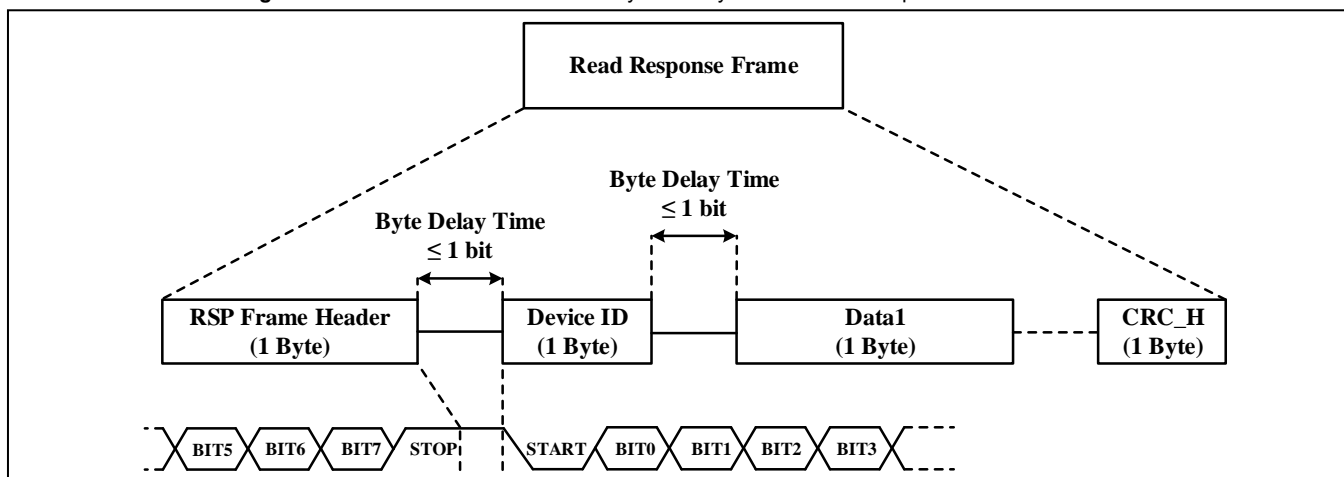 Read Response Frame
Byte Delay Time
≤ 1 bit
Byte Delay Time
≤ 1 bit
RSP Frame Header
(1 Byte)
Device ID
(1 Byte)
Data1
(1 Byte)
CRC_H
(1 Byte)
BIT5 BIT6 BIT7 STOP START BIT0 BIT1 BIT2 BIT3